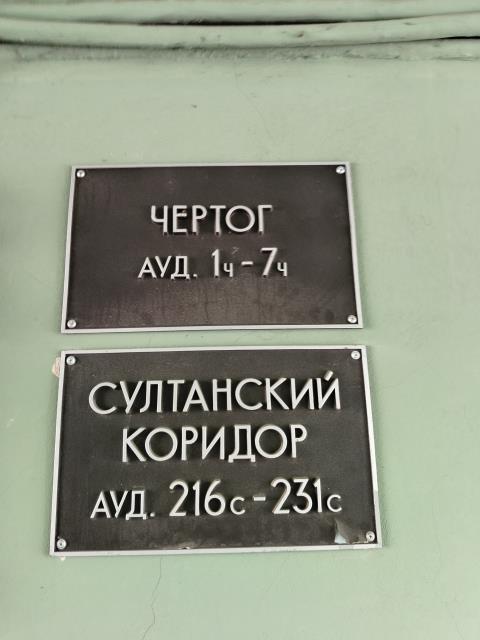 ЧЕРТОГ
АУД. 1ч - 7ч
СУЛТАНСКИЙ
КОРИДОР
АУД. 216с - 231с